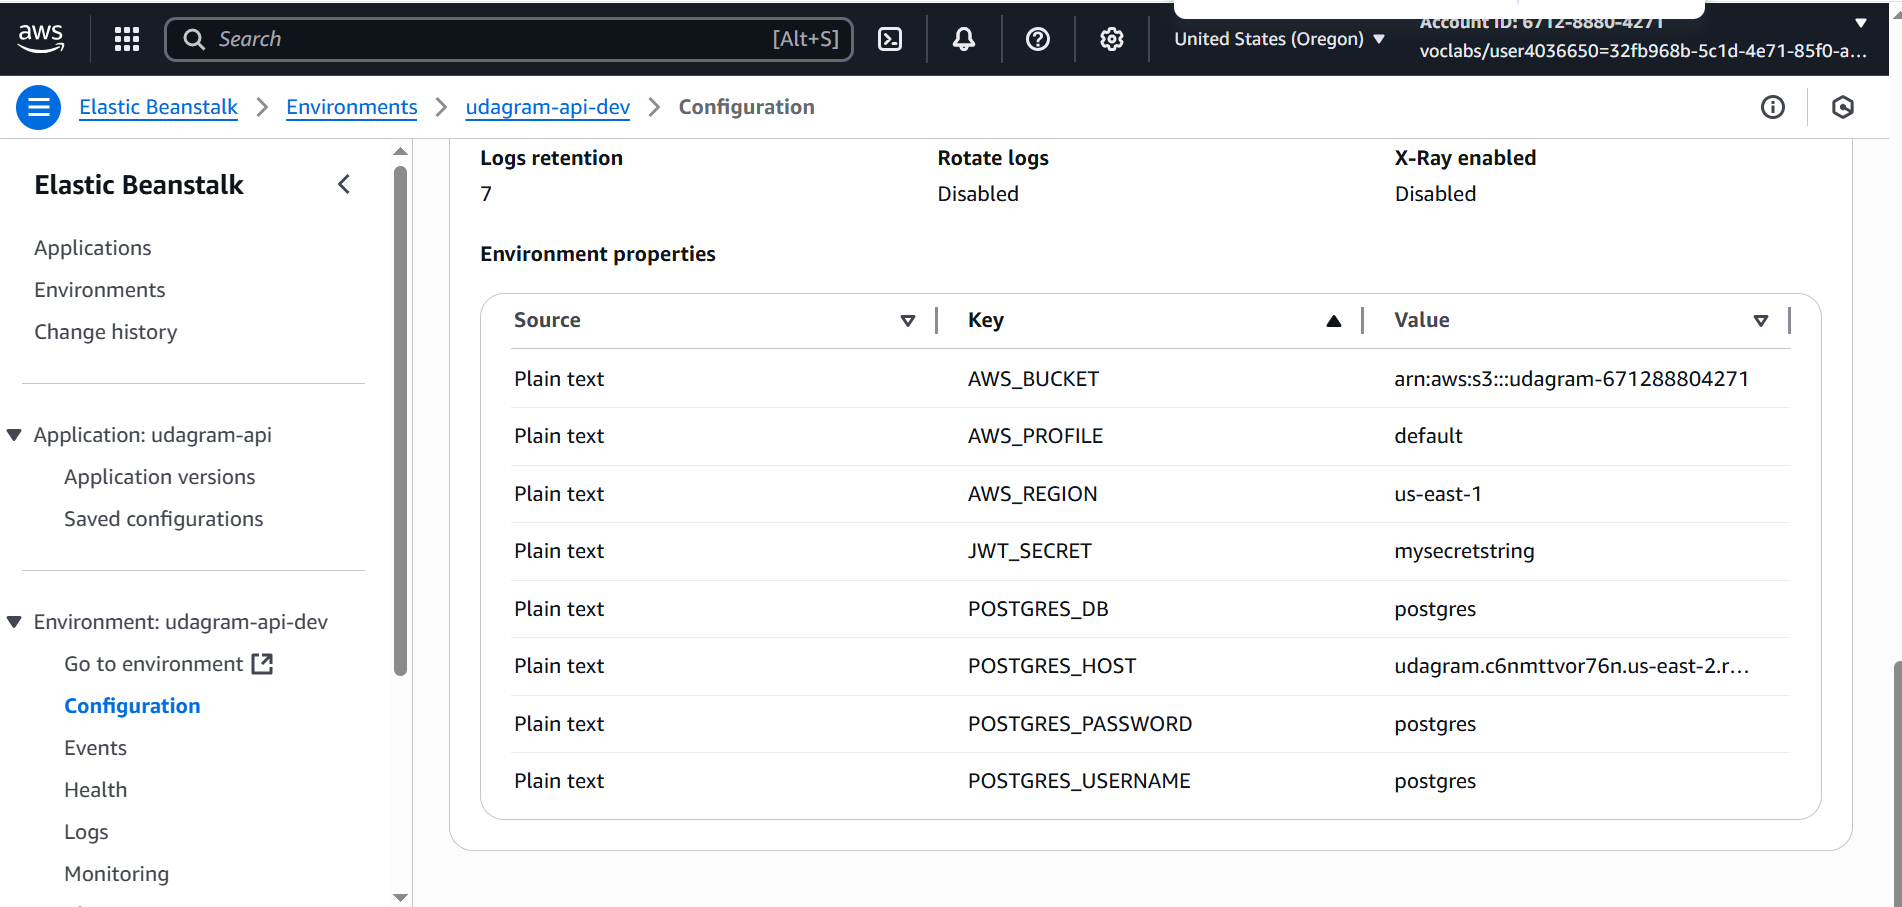 aws
Search
[Alt+S]
United States (Oregon)
Account ID: 6712-8880-4271
voclabs/user4036650=32fb968b-5c1d-4e71-85f0-a...
Elastic Beanstalk
Environments
udagram-api-dev
Configuration
Elastic Beanstalk
Applications
Environments
Change history
Application: udagram-api
Application versions
Saved configurations
Environment: udagram-api-dev
Go to environment
Configuration
Events
Health
Logs
Monitoring
Logs retention
7
Rotate logs
Disabled
X-Ray enabled
Disabled
Environment properties
Source Key Value
Plain text AWS_BUCKET arn:aws:s3:::udagram-671288804271
Plain text AWS_PROFILE default
Plain text AWS_REGION us-east-1
Plain text JWT_SECRET mysecretstring
Plain text POSTGRES_DB postgres
Plain text POSTGRES_HOST udagram.c6nmttvor76n.us-east-2.r...
Plain text POSTGRES_PASSWORD postgres
Plain text POSTGRES_USERNAME postgres